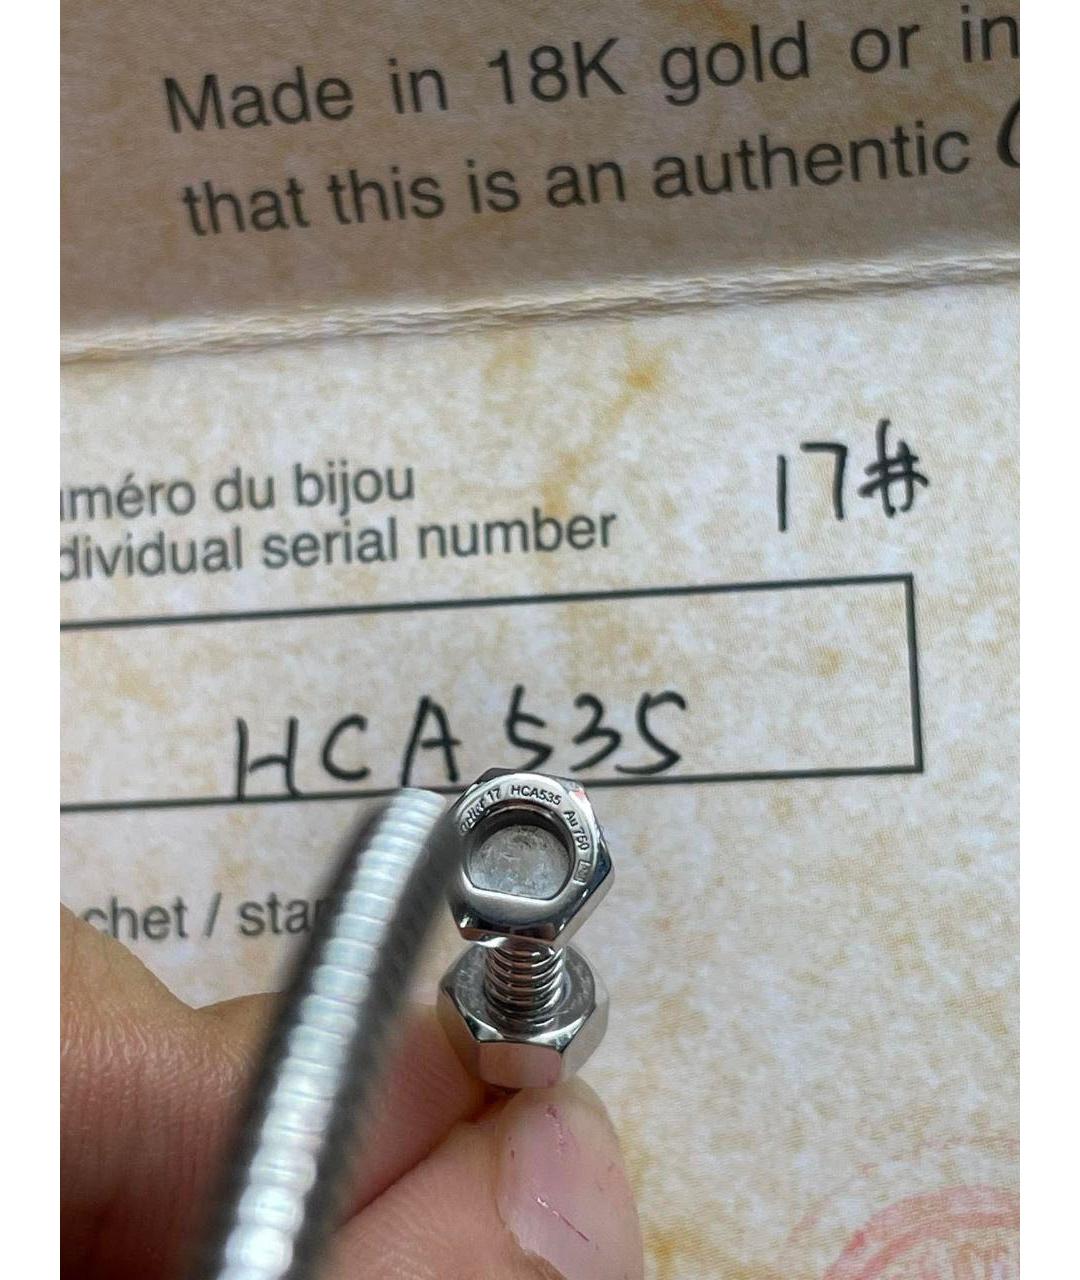 Made in 18K gold or in
that this is an authentic
17#
uméro du bijou
dividual serial number
HCA535
chet / sta
17 HCA535 Au750